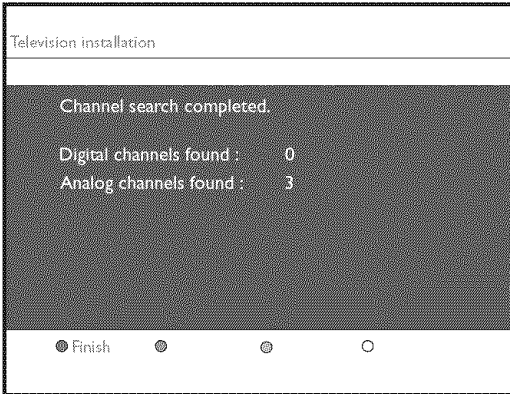 Television installation
Channel search completed.
Digital channels found : 0
Analog channels found : 3
Finish